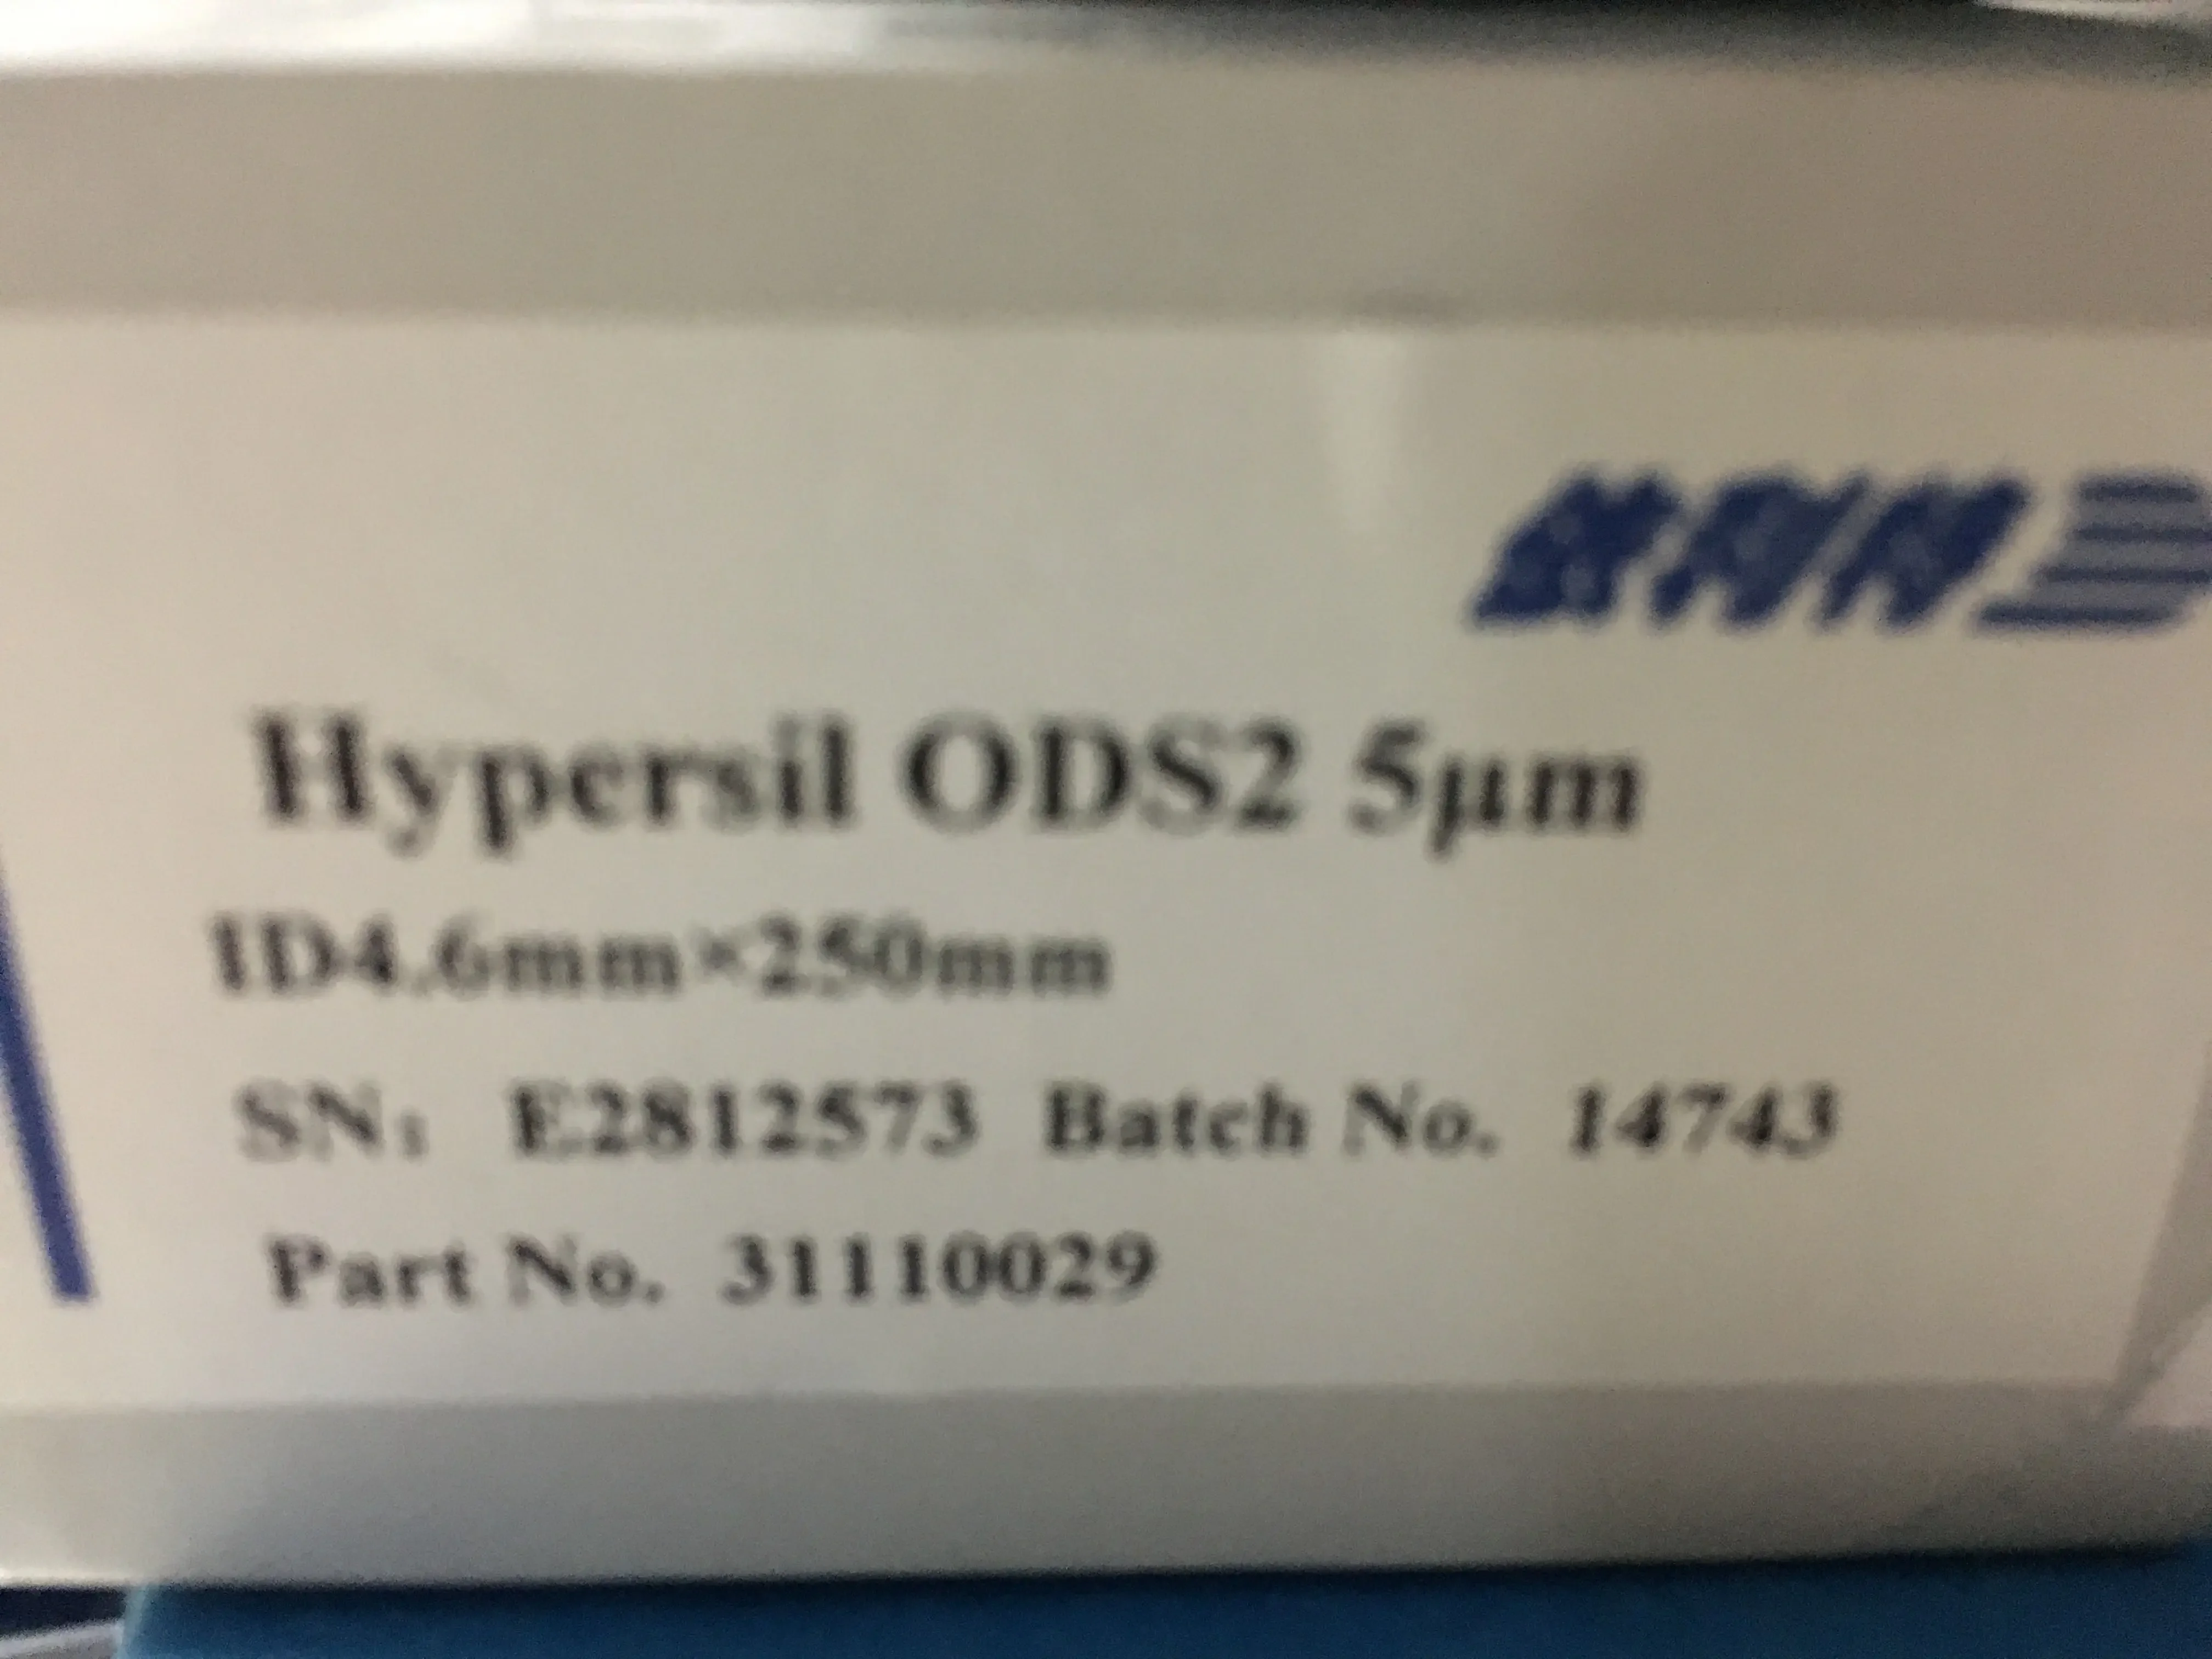 Hypersil ODS2 5µm
ID4.6mm×250mm
SN: E2812573 Batch No. 14743
Part No. 31110029